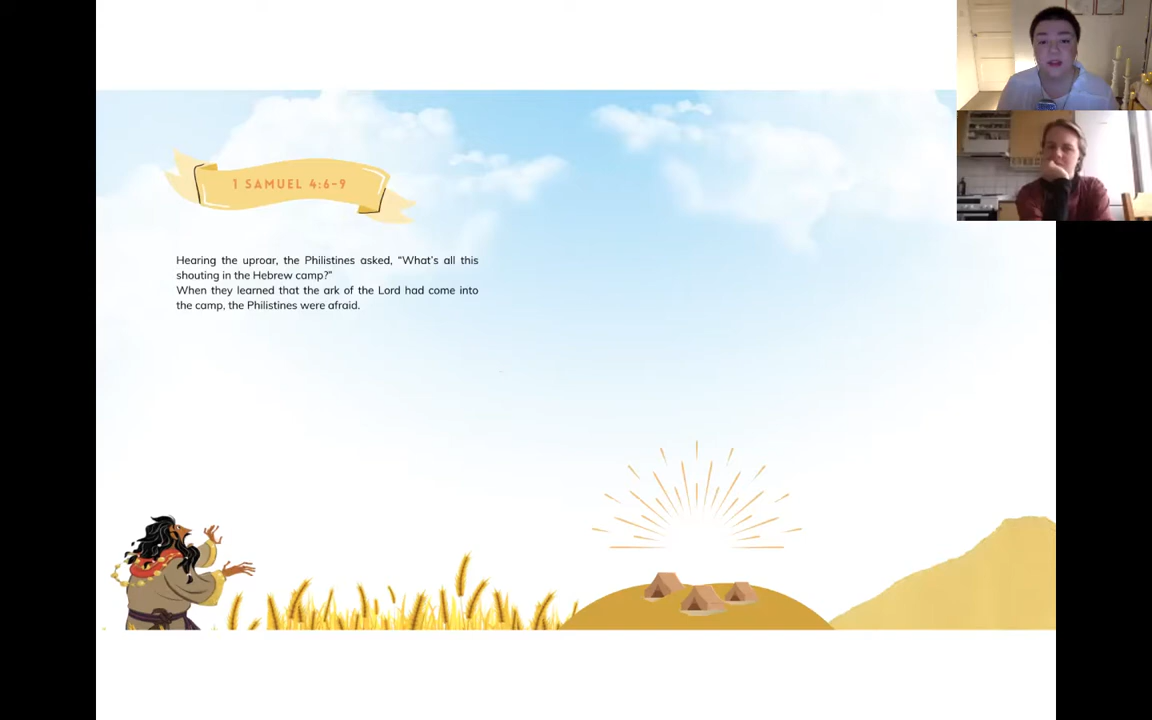 1 SAMUEL 4:6-9
Hearing the uproar, the Philistines asked, “What’s all this
shouting in the Hebrew camp?”
When they learned that the ark of the Lord had come into
the camp, the Philistines were afraid.